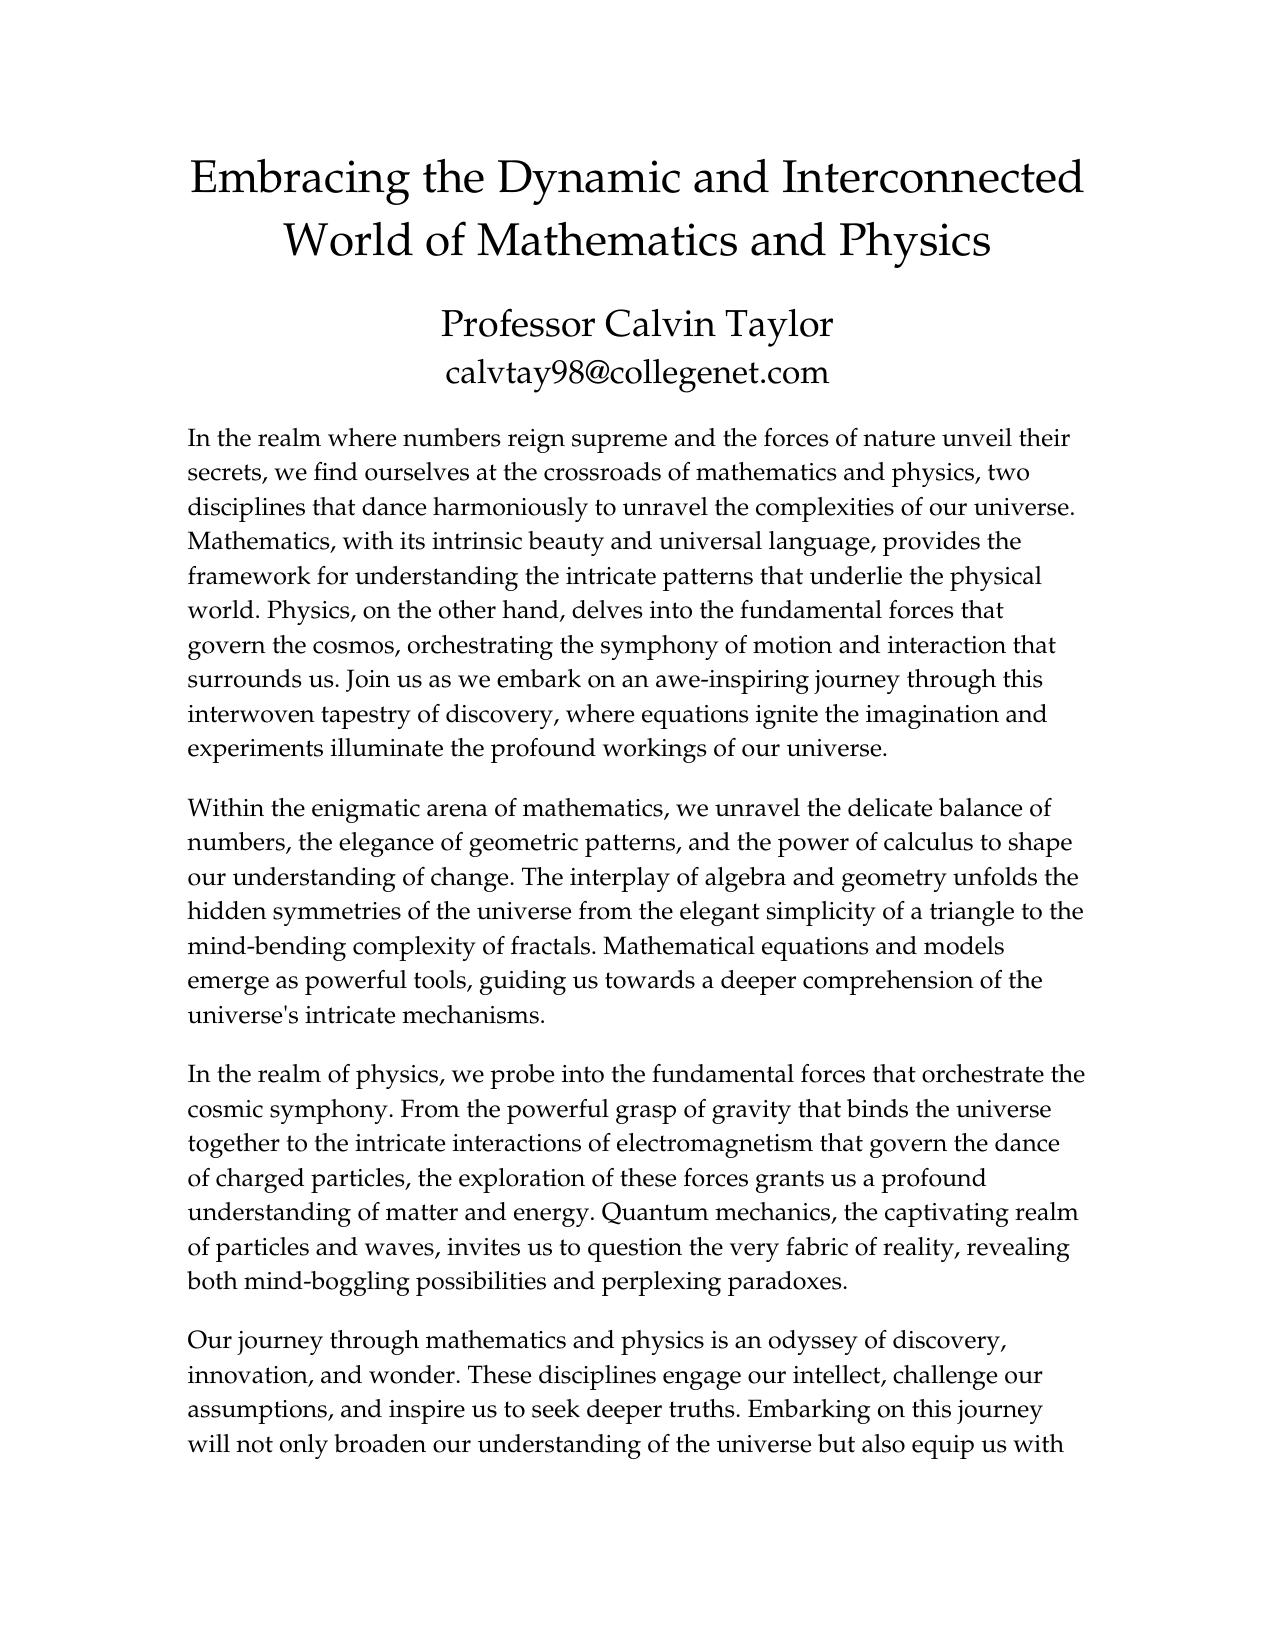 Embracing the Dynamic and Interconnected
World of Mathematics and Physics
Professor Calvin Taylor
calvtay98@collegenet.com
In the realm where numbers reign supreme and the forces of nature unveil their
secrets, we find ourselves at the crossroads of mathematics and physics, two
disciplines that dance harmoniously to unravel the complexities of our universe.
Mathematics, with its intrinsic beauty and universal language, provides the
framework for understanding the intricate patterns that underlie the physical
world. Physics, on the other hand, delves into the fundamental forces that
govern the cosmos, orchestrating the symphony of motion and interaction that
surrounds us. Join us as we embark on an awe-inspiring journey through this
interwoven tapestry of discovery, where equations ignite the imagination and
experiments illuminate the profound workings of our universe.
Within the enigmatic arena of mathematics, we unravel the delicate balance of
numbers, the elegance of geometric patterns, and the power of calculus to shape
our understanding of change. The interplay of algebra and geometry unfolds the
hidden symmetries of the universe from the elegant simplicity of a triangle to the
mind-bending complexity of fractals. Mathematical equations and models
emerge as powerful tools, guiding us towards a deeper comprehension of the
universe's intricate mechanisms.
In the realm of physics, we probe into the fundamental forces that orchestrate the
cosmic symphony. From the powerful grasp of gravity that binds the universe
together to the intricate interactions of electromagnetism that govern the dance
of charged particles, the exploration of these forces grants us a profound
understanding of matter and energy. Quantum mechanics, the captivating realm
of particles and waves, invites us to question the very fabric of reality, revealing
both mind-boggling possibilities and perplexing paradoxes.
Our journey through mathematics and physics is an odyssey of discovery,
innovation, and wonder. These disciplines engage our intellect, challenge our
assumptions, and inspire us to seek deeper truths. Embarking on this journey
will not only broaden our understanding of the universe but also equip us with